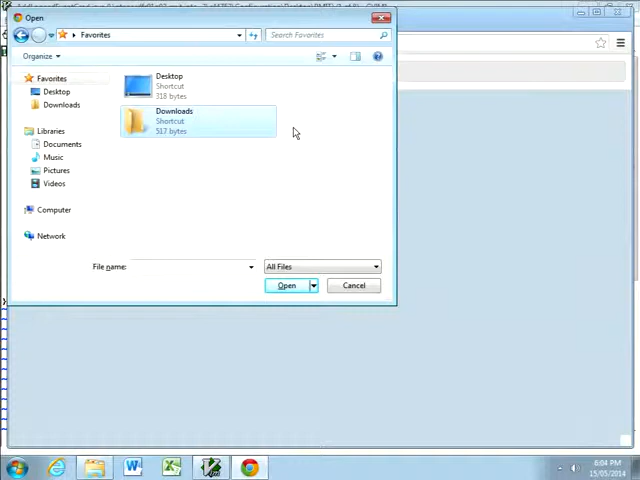 Open
Favorites
Search Favorites
Organize
Favorites
Desktop
Downloads
Libraries
Documents
Music
Pictures
Videos
Computer
Network
Desktop
Shortcut
318 bytes
Downloads
Shortcut
517 bytes
File name:
All Files
Open
Cancel
6:04 PM
15/05/2014